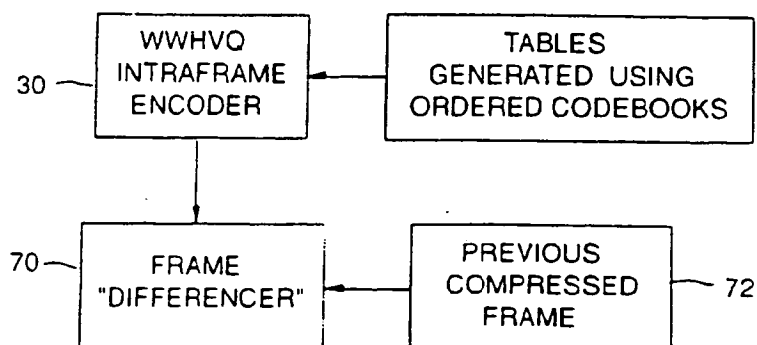 WWHVQ
INTRAFRAME
ENCODER
30
TABLES
GENERATED USING
ORDERED CODEBOOKS
70
FRAME
"DIFFERENCER"
PREVIOUS
COMPRESSED
FRAME
72